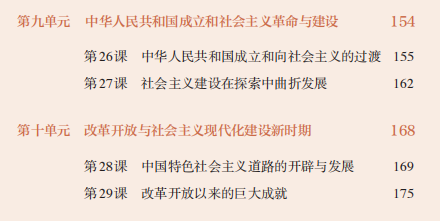 第九单元 中华人民共和国成立和社会主义革命与建设 154
第26课 中华人民共和国成立和向社会主义的过渡 155
第27课 社会主义建设在探索中曲折发展 162
第十单元 改革开放与社会主义现代化建设新时期 168
第28课 中国特色社会主义道路的开辟与发展 169
第29课 改革开放以来的巨大成就 175